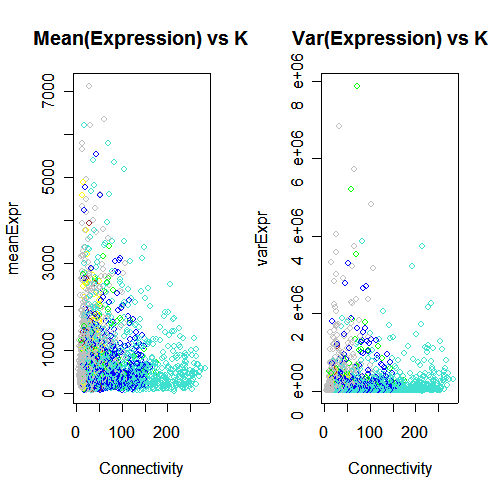 Mean(Expression) vs K
meanExpr
7000
5000
3000
1000
0
0
100
200
Connectivity
Var(Expression) vs K
varExpr
8 e+06
6 e+06
4 e+06
2 e+06
0 e+00
0
100
200
Connectivity